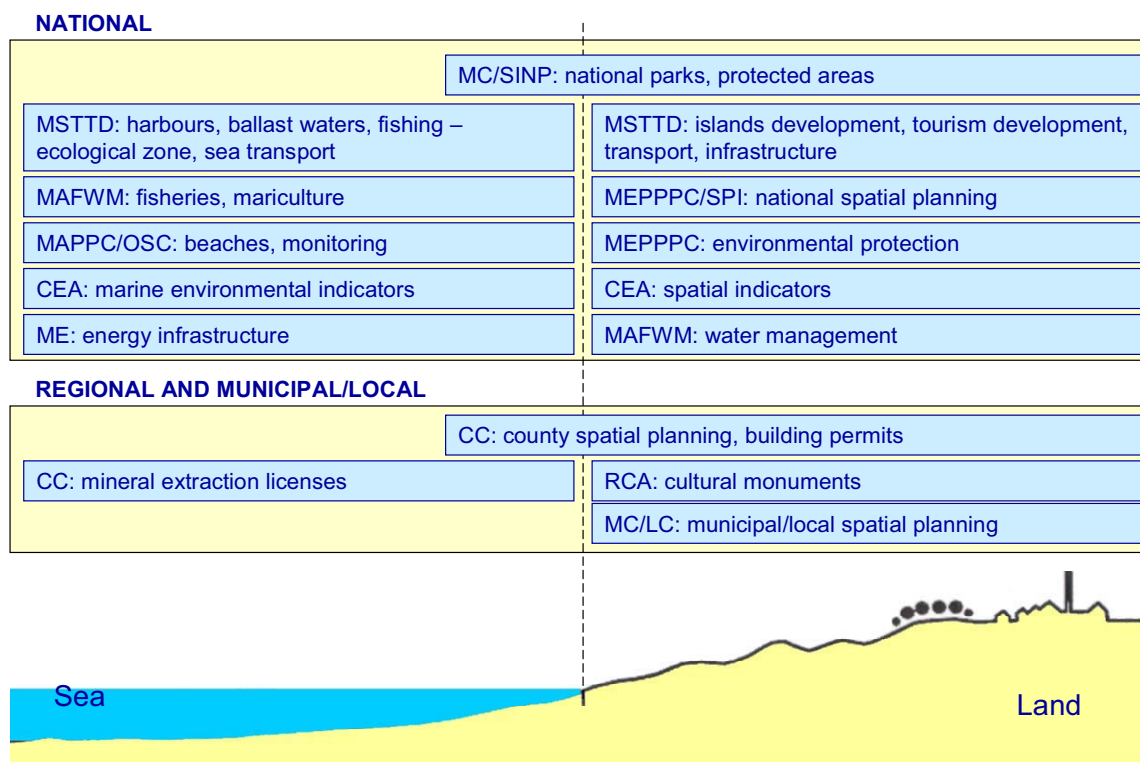 NATIONAL
MC/SINP: national parks, protected areas
MSTTD: harbours, ballast waters, fishing –
ecological zone, sea transport
MSTTD: islands development, tourism development,
transport, infrastructure
MAFWM: fisheries, mariculture
MEPPPC/SPI: national spatial planning
MAPPC/OSC: beaches, monitoring
MEPPPC: environmental protection
CEA: marine environmental indicators
CEA: spatial indicators
ME: energy infrastructure
MAFWM: water management
REGIONAL AND MUNICIPAL/LOCAL
CC: county spatial planning, building permits
CC: mineral extraction licenses
RCA: cultural monuments
MC/LC: municipal/local spatial planning
Sea
Land